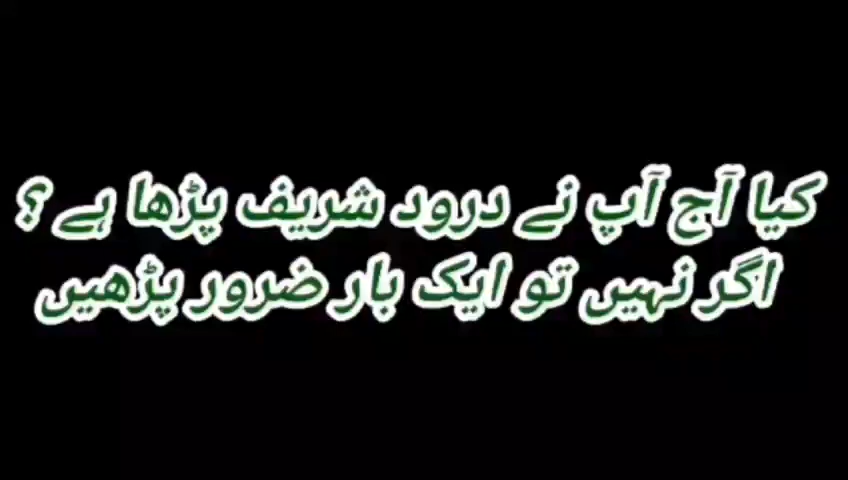 کیا آج آپ نے درود شریف پڑھا ہے ؟
اگر نہیں تو ایک بار ضرور پڑھیں